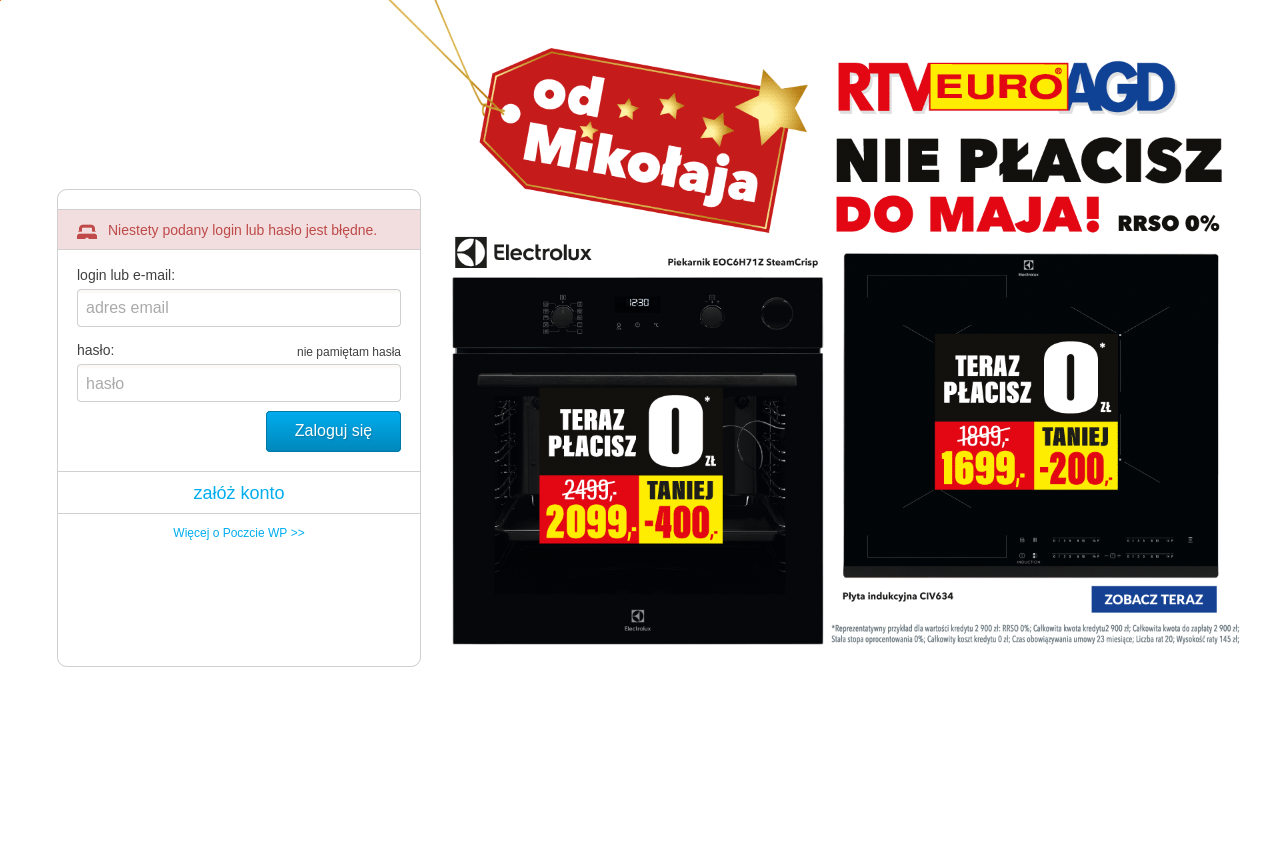 Niestety podany login lub hasło jest błędne.
login lub e-mail:
adres email
hasło:
nie pamiętam hasła
hasło
Zaloguj się
załóż konto
Więcej o Poczcie WP >>
od
Mikołaja
RTV EURO® AGD
NIE PŁACISZ
DO MAJA! RRSO 0%
Electrolux
Piekarnik EOC6H71Z SteamCrisp
12:30
TERAZ
PŁACISZ
0*
ZŁ
2499,-
2099,-
TANIEJ
-400,-
Electrolux
Electrolux
TERAZ
PŁACISZ
0*
ZŁ
1899,-
1699,-
TANIEJ
-200,-
INDUCTION
Płyta indukcyjna CIV634
ZOBACZ TERAZ
*Reprezentatywny przykład dla wartości kredytu 2 900 zł: RRSO 0%; Całkowita kwota kredytu2 900 zł; Całkowita kwota do zapłaty 2 900 zł;
Stała stopa oprocentowania 0%; Całkowity koszt kredytu 0 zł; Czas obowiązywania umowy 23 miesiące; Liczba rat 20; Wysokość raty 145 zł;